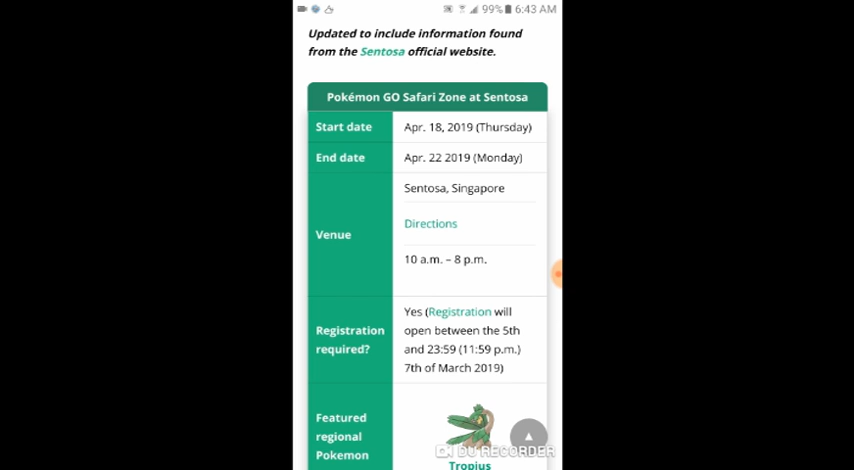 99% 6:43 AM
Updated to include information found
from the Sentosa official website.
Pokémon GO Safari Zone at Sentosa
Start date
Apr. 18, 2019 (Thursday)
End date
Apr. 22 2019 (Monday)
Venue
Sentosa, Singapore
Directions
10 a.m. – 8 p.m.
Registration
required?
Yes (Registration will
open between the 5th
and 23:59 (11:59 p.m.)
7th of March 2019)
Featured
regional
Pokemon
Tropius
DU RECORDER